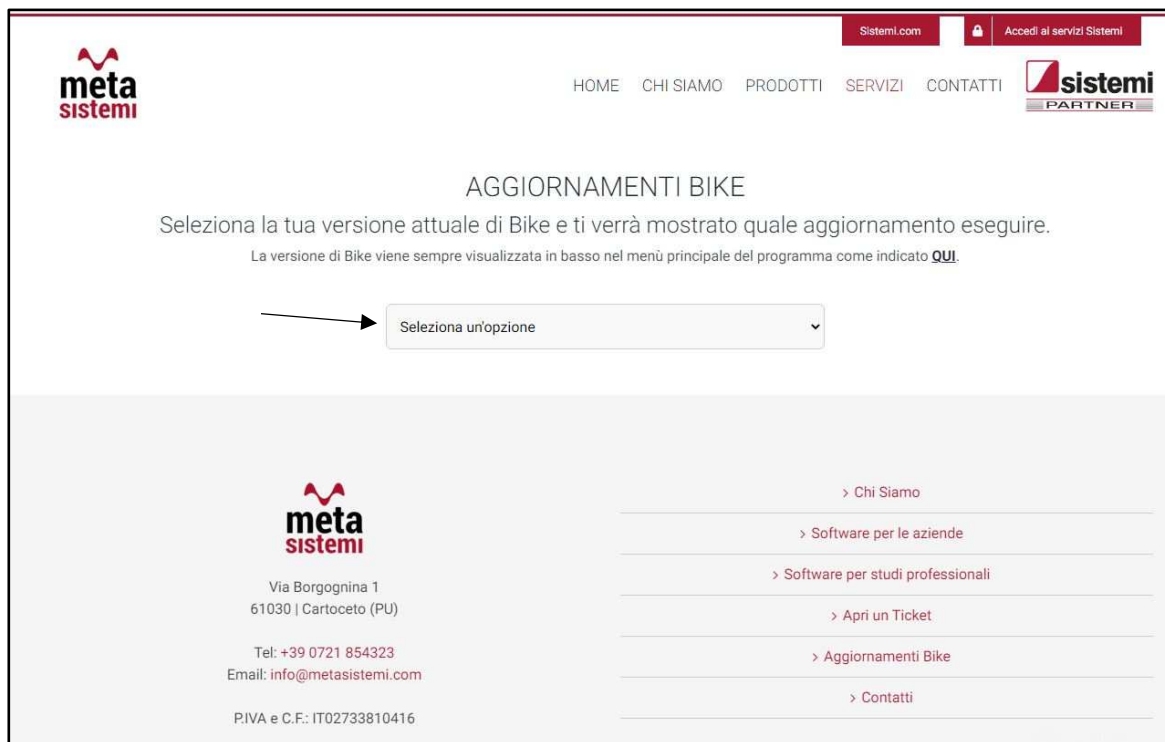 Sistemi.com
Accedi ai servizi Sistemi
meta
sistemi
HOME CHI SIAMO PRODOTTI SERVIZI CONTATTI
sistemi
PARTNER
AGGIORNAMENTI BIKE
Seleziona la tua versione attuale di Bike e ti verrà mostrato quale aggiornamento eseguire.
La versione di Bike viene sempre visualizzata in basso nel menù principale del programma come indicato QUI.
Seleziona un'opzione
meta
sistemi
Via Borgognina 1
61030 | Cartoceto (PU)
Tel: +39 0721 854323
Email: info@metasistemi.com
P.IVA e C.F.: IT02733810416
> Chi Siamo
> Software per le aziende
> Software per studi professionali
> Apri un Ticket
> Aggiornamenti Bike
> Contatti